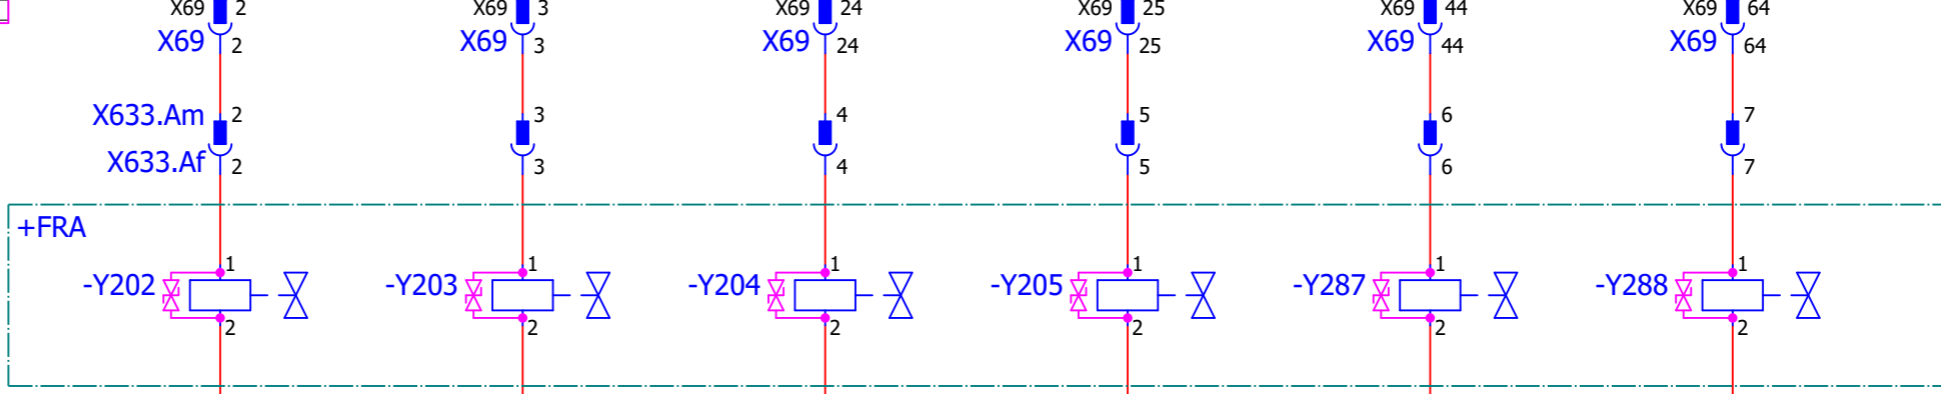 X69 2 X69 3 X69 24 X69 25 X69 44 X69 64
X69 2 X69 3 X69 24 X69 25 X69 44 X69 64
X633.Am 2 3 4 5 6 7
X633.Af 2 3 4 5 6 7
+FRA
1 1 1 1 1 1
-Y202 -Y203 -Y204 -Y205 -Y287 -Y288
2 2 2 2 2 2